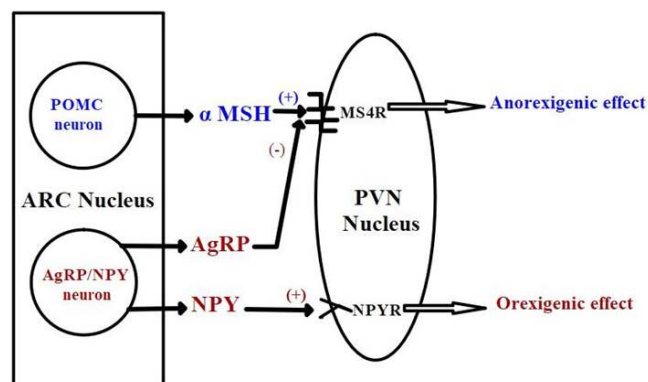 POMC
neuron
α MSH
(+)
MS4R
Anorexigenic effect
(-)
ARC Nucleus
PVN
Nucleus
AgRP
AgRP/NPY
neuron
NPY
(+)
NPYR
Orexigenic effect